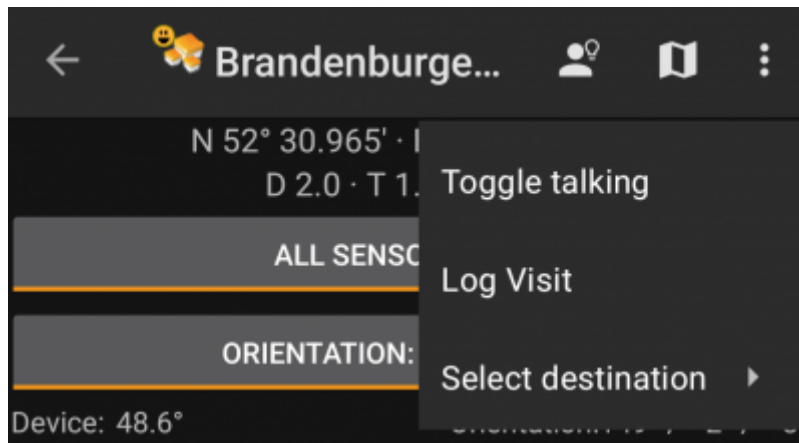 Brandenburge...
N 52° 30.965' ·
D 2.0 · T 1.
Toggle talking
ALL SENSO
Log Visit
ORIENTATION:
Select destination
Device: 48.6°